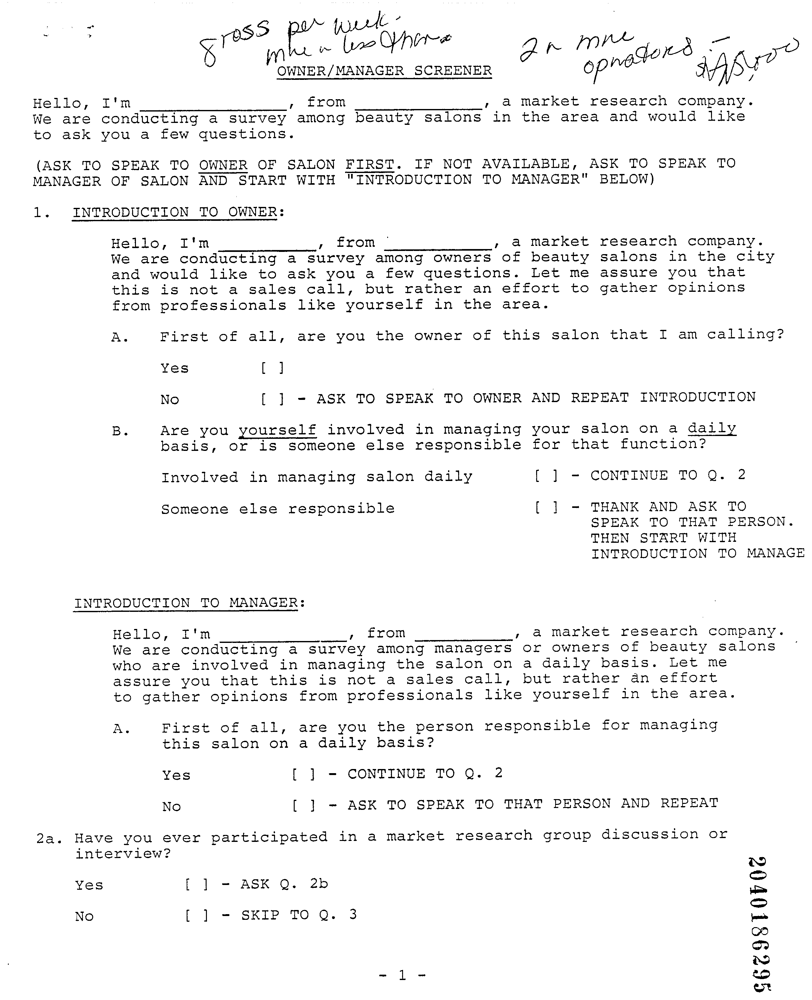 gross per week -
more or less than
2 or more
operators -
OWNER/MANAGER SCREENER
Hello, I'm ____________, from ____________, a market research company.
We are conducting a survey among beauty salons in the area and would like
to ask you a few questions.
(ASK TO SPEAK TO OWNER OF SALON FIRST. IF NOT AVAILABLE, ASK TO SPEAK TO
MANAGER OF SALON AND START WITH "INTRODUCTION TO MANAGER" BELOW)
1. INTRODUCTION TO OWNER:
Hello, I'm __________, from __________, a market research company.
We are conducting a survey among owners of beauty salons in the city
and would like to ask you a few questions. Let me assure you that
this is not a sales call, but rather an effort to gather opinions
from professionals like yourself in the area.
A. First of all, are you the owner of this salon that I am calling?
Yes [ ]
No [ ] - ASK TO SPEAK TO OWNER AND REPEAT INTRODUCTION
B. Are you yourself involved in managing your salon on a daily
basis, or is someone else responsible for that function?
Involved in managing salon daily [ ] - CONTINUE TO Q. 2
Someone else responsible [ ] - THANK AND ASK TO
SPEAK TO THAT PERSON.
THEN START WITH
INTRODUCTION TO MANAGE
INTRODUCTION TO MANAGER:
Hello, I'm ____________, from __________, a market research company.
We are conducting a survey among managers or owners of beauty salons
who are involved in managing the salon on a daily basis. Let me
assure you that this is not a sales call, but rather an effort
to gather opinions from professionals like yourself in the area.
A. First of all, are you the person responsible for managing
this salon on a daily basis?
Yes [ ] - CONTINUE TO Q. 2
No [ ] - ASK TO SPEAK TO THAT PERSON AND REPEAT
2a. Have you ever participated in a market research group discussion or
interview?
Yes [ ] - ASK Q. 2b
No [ ] - SKIP TO Q. 3
- 1 -
2040186295